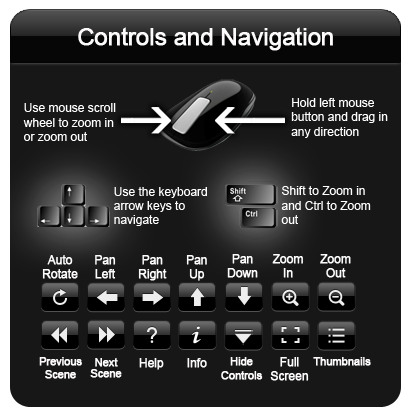 Controls and Navigation
Use mouse scroll
wheel to zoom in
or zoom out
Hold left mouse
button and drag in
any direction
Use the keyboard
arrow keys to
navigate
Shift
Ctrl
Shift to Zoom in
and Ctrl to Zoom
out
Auto Rotate
Pan Left
Pan Right
Pan Up
Pan Down
Zoom In
Zoom Out
?
i
Previous Scene
Next Scene
Help
Info
Hide Controls
Full Screen
Thumbnails